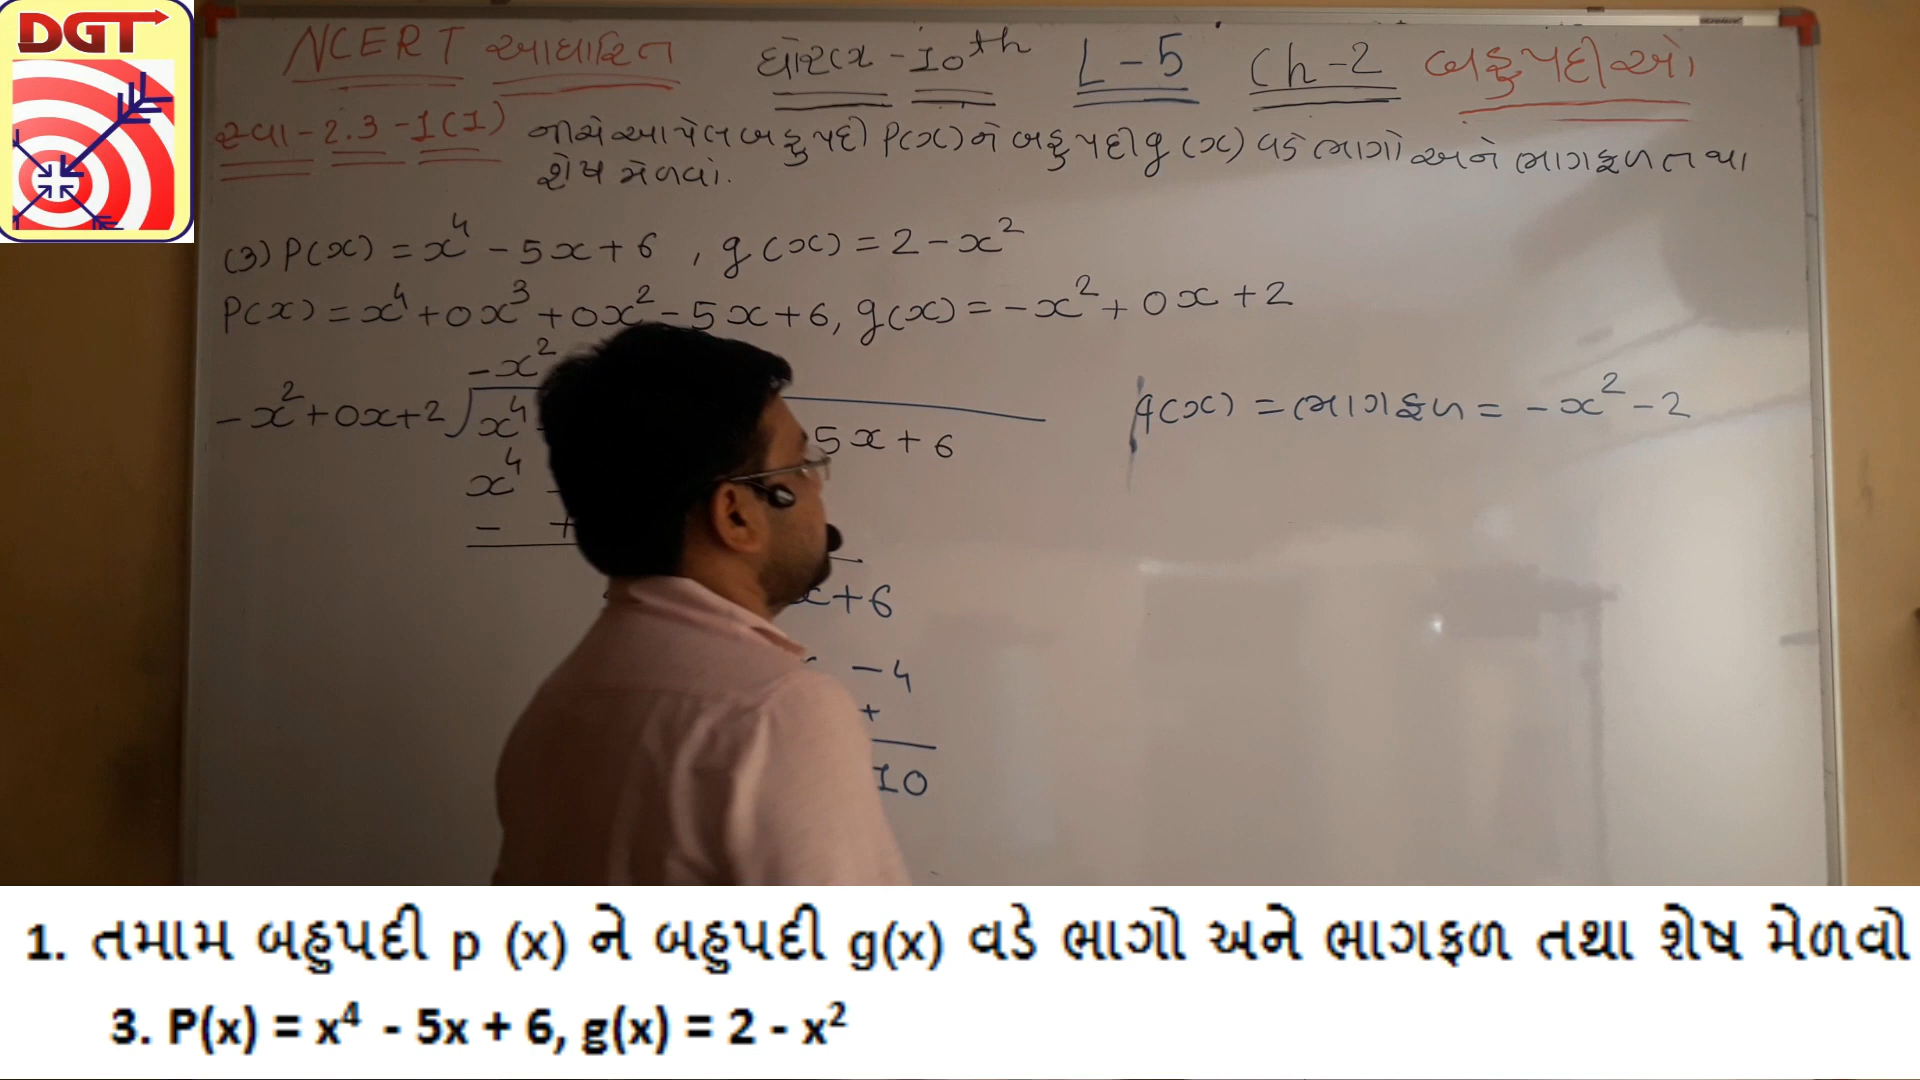 DGT
NCERT આધારિત ધોરણ -10th L-5 Ch-2 બહુપદીઓ
સ્વા-2.3-1(1) નીચે આપેલ બહુપદી P(x) ને બહુપદી g(x) વડે ભાગો અને ભાગફળ તથા
શેષ મેળવો.
(3) P(x) = x⁴ - 5x + 6 , g(x) = 2 - x²
P(x) = x⁴ + 0x³ + 0x² - 5x + 6, g(x) = -x² + 0x + 2
-x²
-x² + 0x + 2 ) x⁴ 5x + 6
q(x) = ભાગફળ = -x² - 2
x⁴ -
- +
x + 6
- 4
+
10
1. તમામ બહુપદી p (x) ને બહુપદી g(x) વડે ભાગો અને ભાગફળ તથા શેષ મેળવો
3. P(x) = x⁴ - 5x + 6, g(x) = 2 - x²